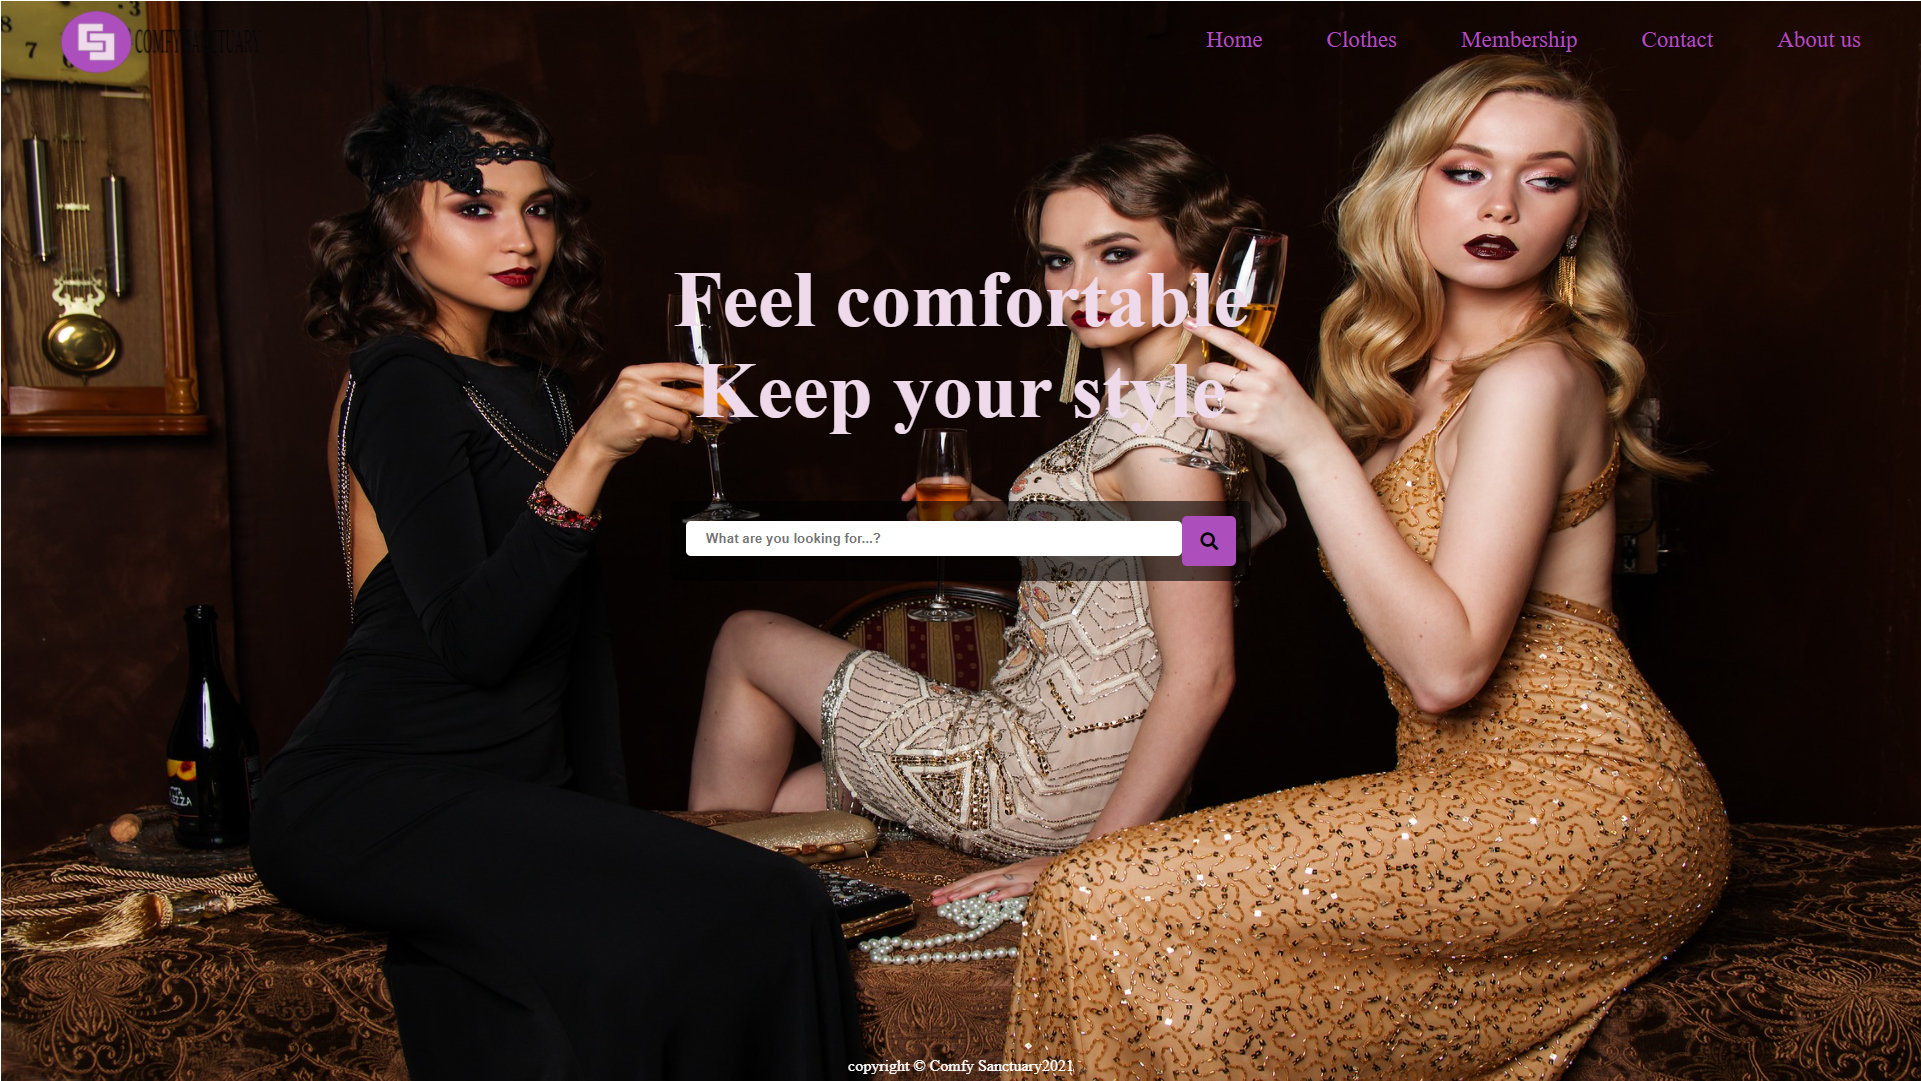 COMFY SANCTUARY
Home Clothes Membership Contact About us
Feel comfortable
Keep your style
What are you looking for...?
copyright © Comfy Sanctuary2021